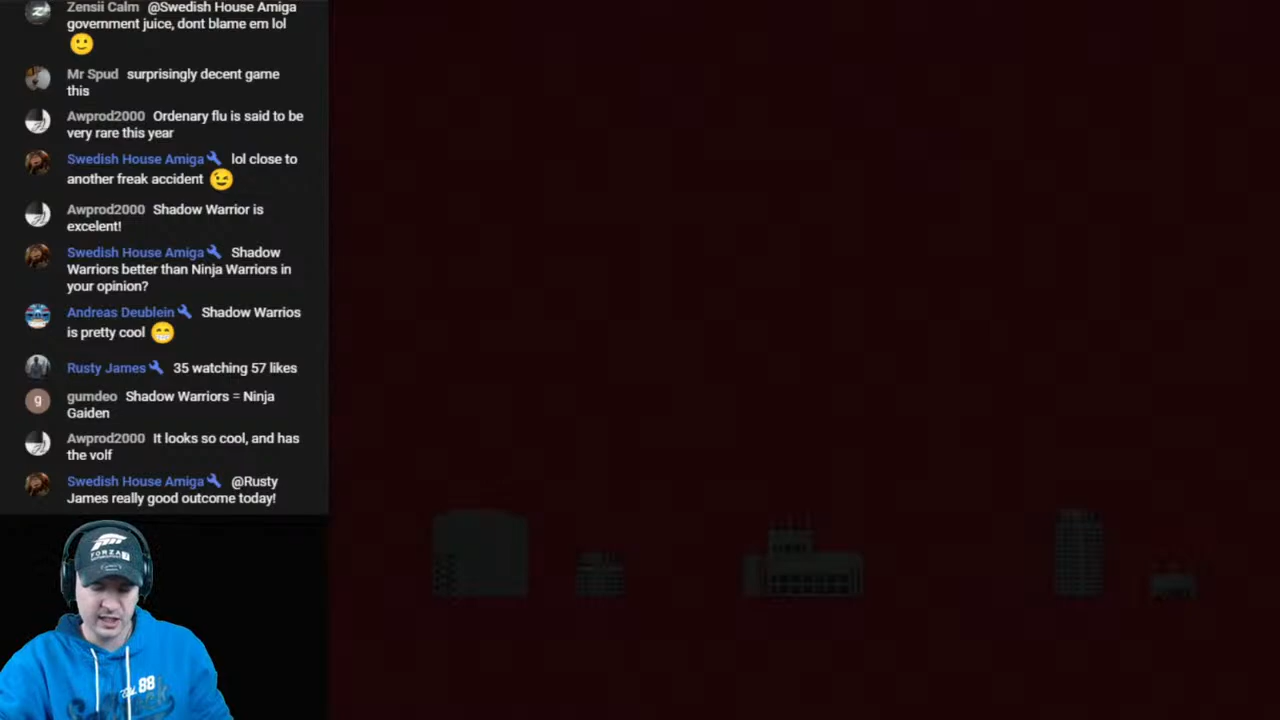 Zensii Calm @Swedish House Amiga
government juice, dont blame em lol
Mr Spud surprisingly decent game
this
Awprod2000 Ordenary flu is said to be
very rare this year
Swedish House Amiga lol close to
another freak accident
Awprod2000 Shadow Warrior is
excelent!
Swedish House Amiga Shadow
Warriors better than Ninja Warriors in
your opinion?
Andreas Deublein Shadow Warrios
is pretty cool
Rusty James 35 watching 57 likes
g
gumdeo Shadow Warriors = Ninja
Gaiden
Awprod2000 It looks so cool, and has
the volf
Swedish House Amiga @Rusty
James really good outcome today!
FORZA
88